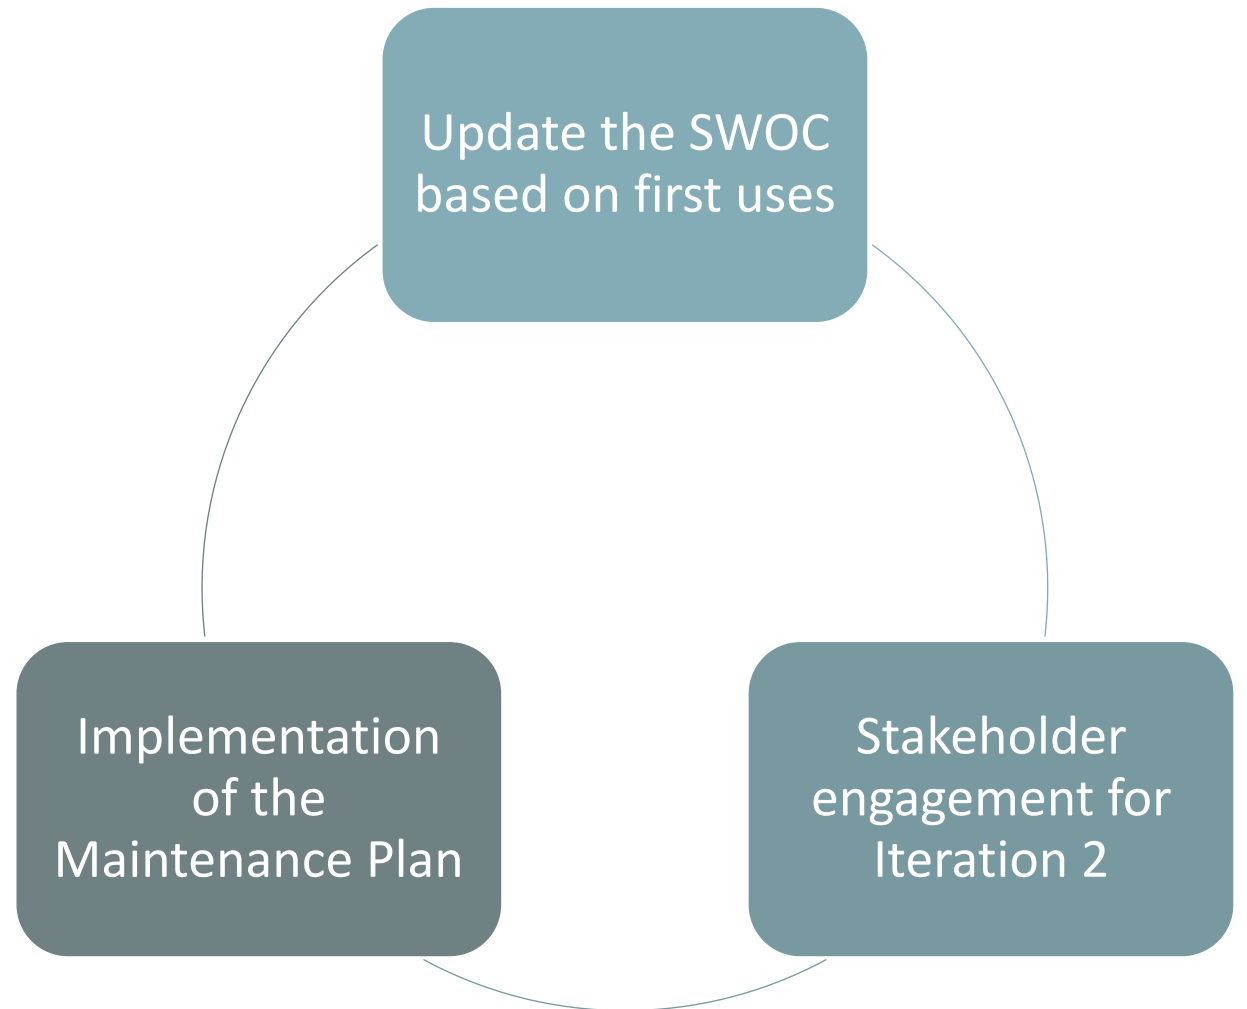 Update the SWOC
based on first uses
Stakeholder
engagement for
Iteration 2
Implementation
of the
Maintenance Plan